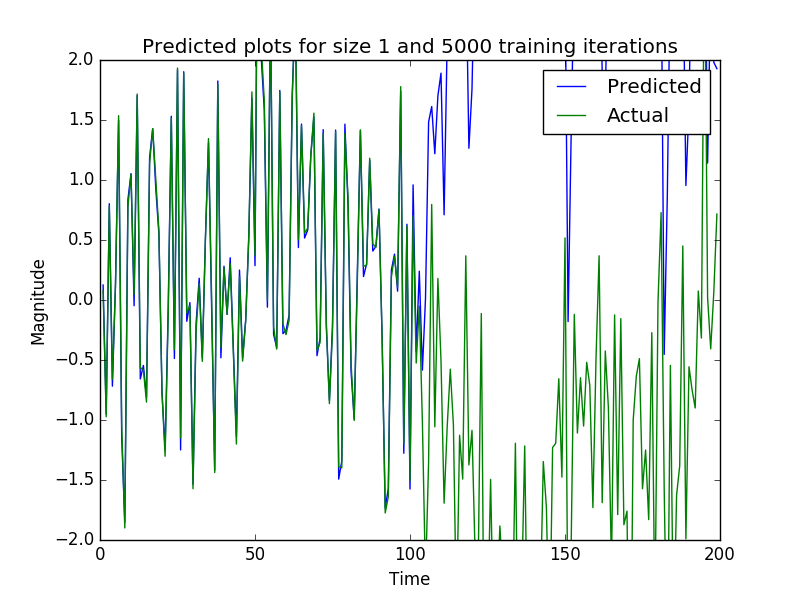 Predicted plots for size 1 and 5000 training iterations
Predicted
Actual
2.0
1.5
1.0
0.5
0.0
−0.5
−1.0
−1.5
−2.0
Magnitude
0 50 100 150 200
Time